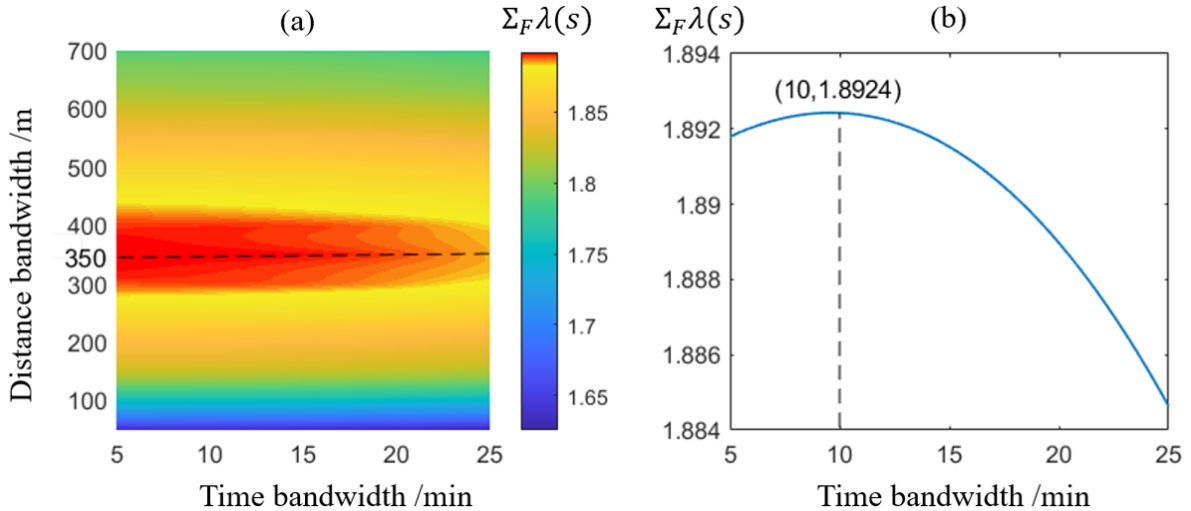 (a)
Σ_F λ(s)
700
600
500
400
350
300
200
100
5 10 15 20 25
Distance bandwidth /m
Time bandwidth /min
1.85
1.8
1.75
1.7
1.65
Σ_F λ(s)
(b)
1.894
1.892
1.89
1.888
1.886
1.884
(10,1.8924)
5 10 15 20 25
Time bandwidth /min